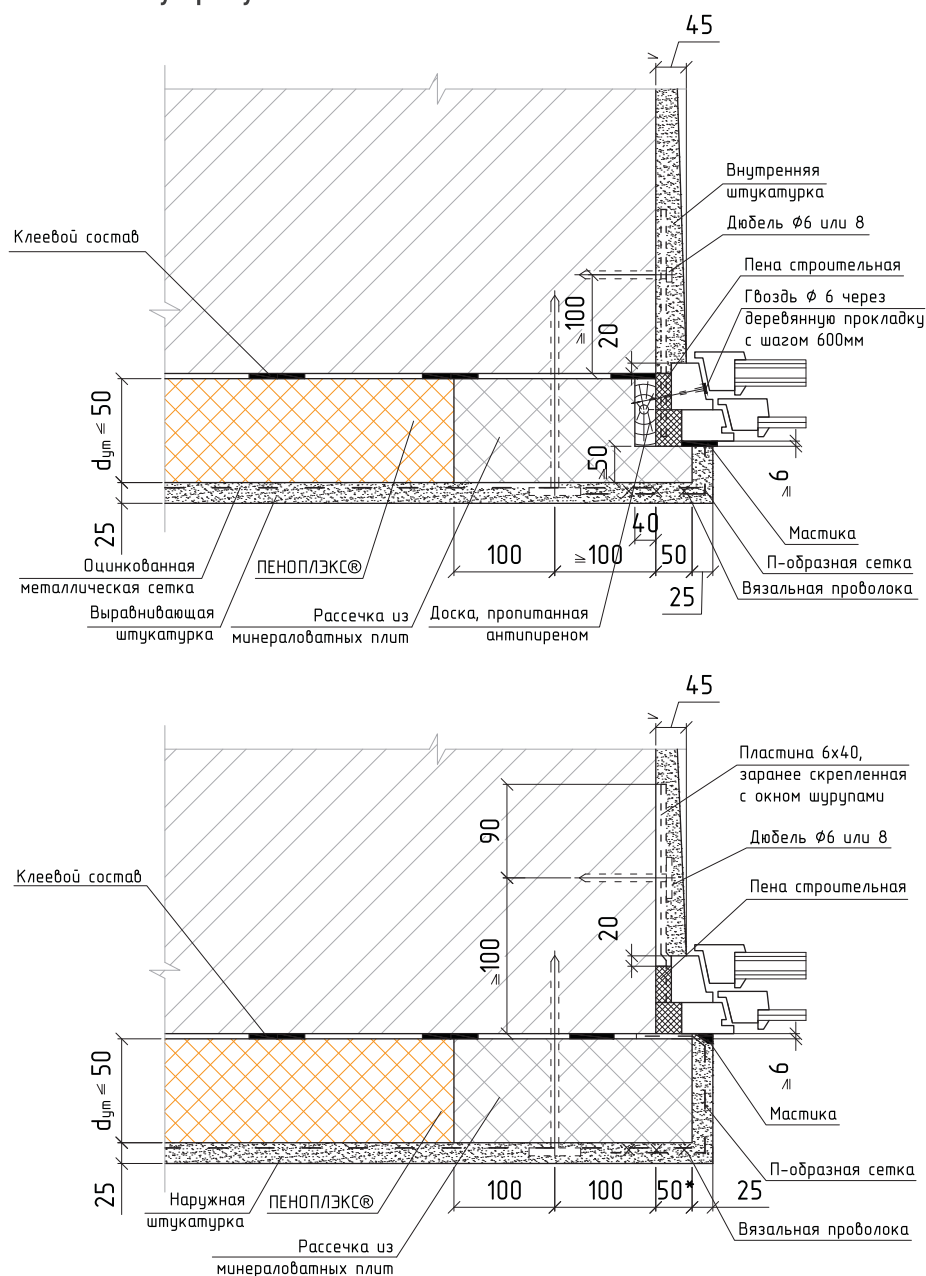 45
≥
Внутренняя
штукатурка
Дюбель Ф6 или 8
Клеевой состав
Пена строительная
Гвоздь Ф 6 через
деревянную прокладку
с шагом 600мм
≥100
20
dут ≤ 50
≥50
≥6
25
40
Мастика
100
≥ 100
50
25
Оцинкованная
металлическая сетка
ПЕНОПЛЭКС®
П-образная сетка
Вязальная проволока
Выравнивающая
штукатурка
Рассечка из
минераловатных плит
Доска, пропитанная
антипиреном
45
≥
Пластина 6х40,
заранее скрепленная
с окном шурупами
90
Дюбель Ф6 или 8
Клеевой состав
Пена строительная
20
≥100
dут ≤ 50
≥6
Мастика
25
П-образная сетка
100
100
50*
25
Наружная
штукатурка
ПЕНОПЛЭКС®
Вязальная проволока
Рассечка из
минераловатных плит